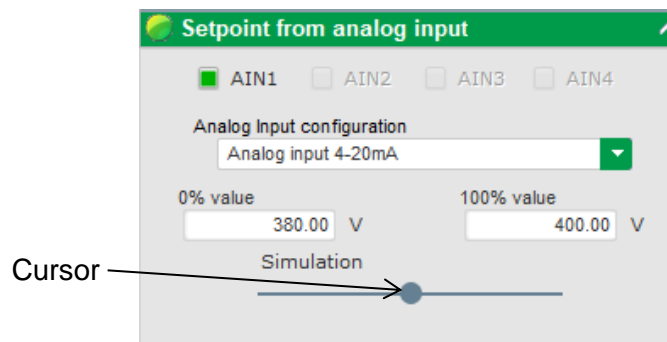 Setpoint from analog input
AIN1 AIN2 AIN3 AIN4
Analog Input configuration
Analog input 4-20mA
0% value 100% value
380.00 V 400.00 V
Simulation
Cursor